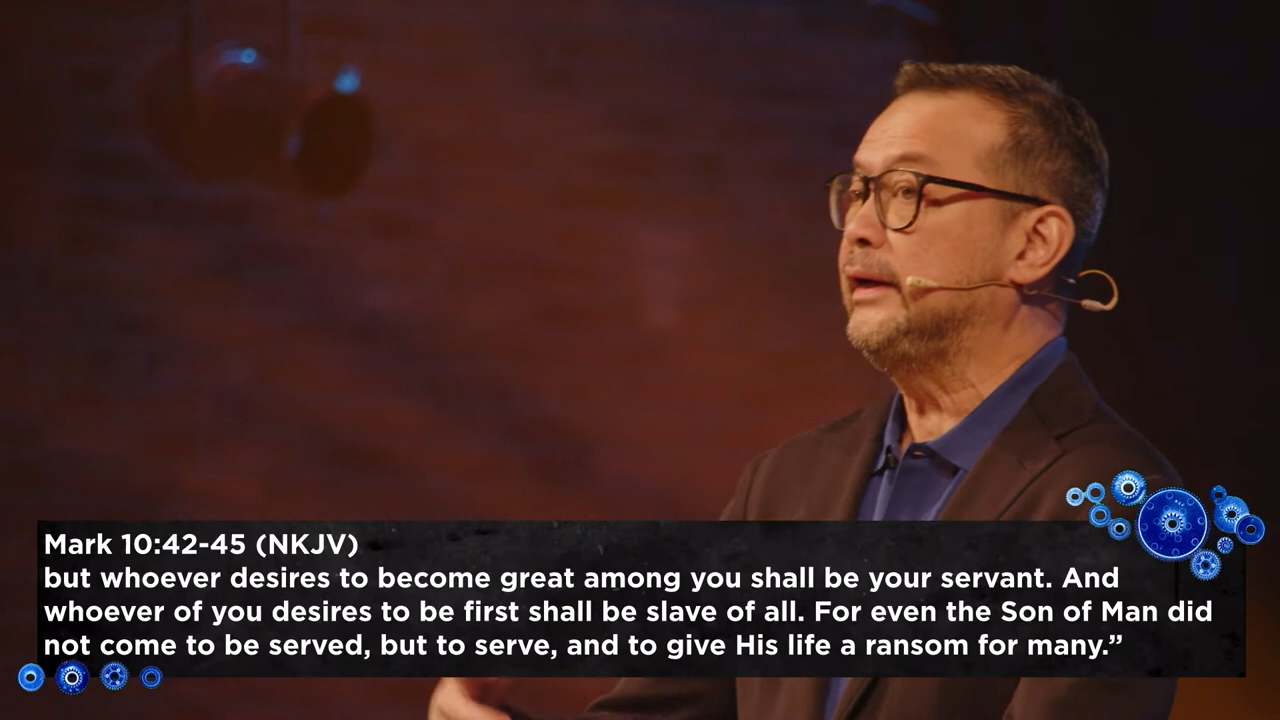 Mark 10:42-45 (NKJV)
but whoever desires to become great among you shall be your servant. And
whoever of you desires to be first shall be slave of all. For even the Son of Man did
not come to be served, but to serve, and to give His life a ransom for many.”